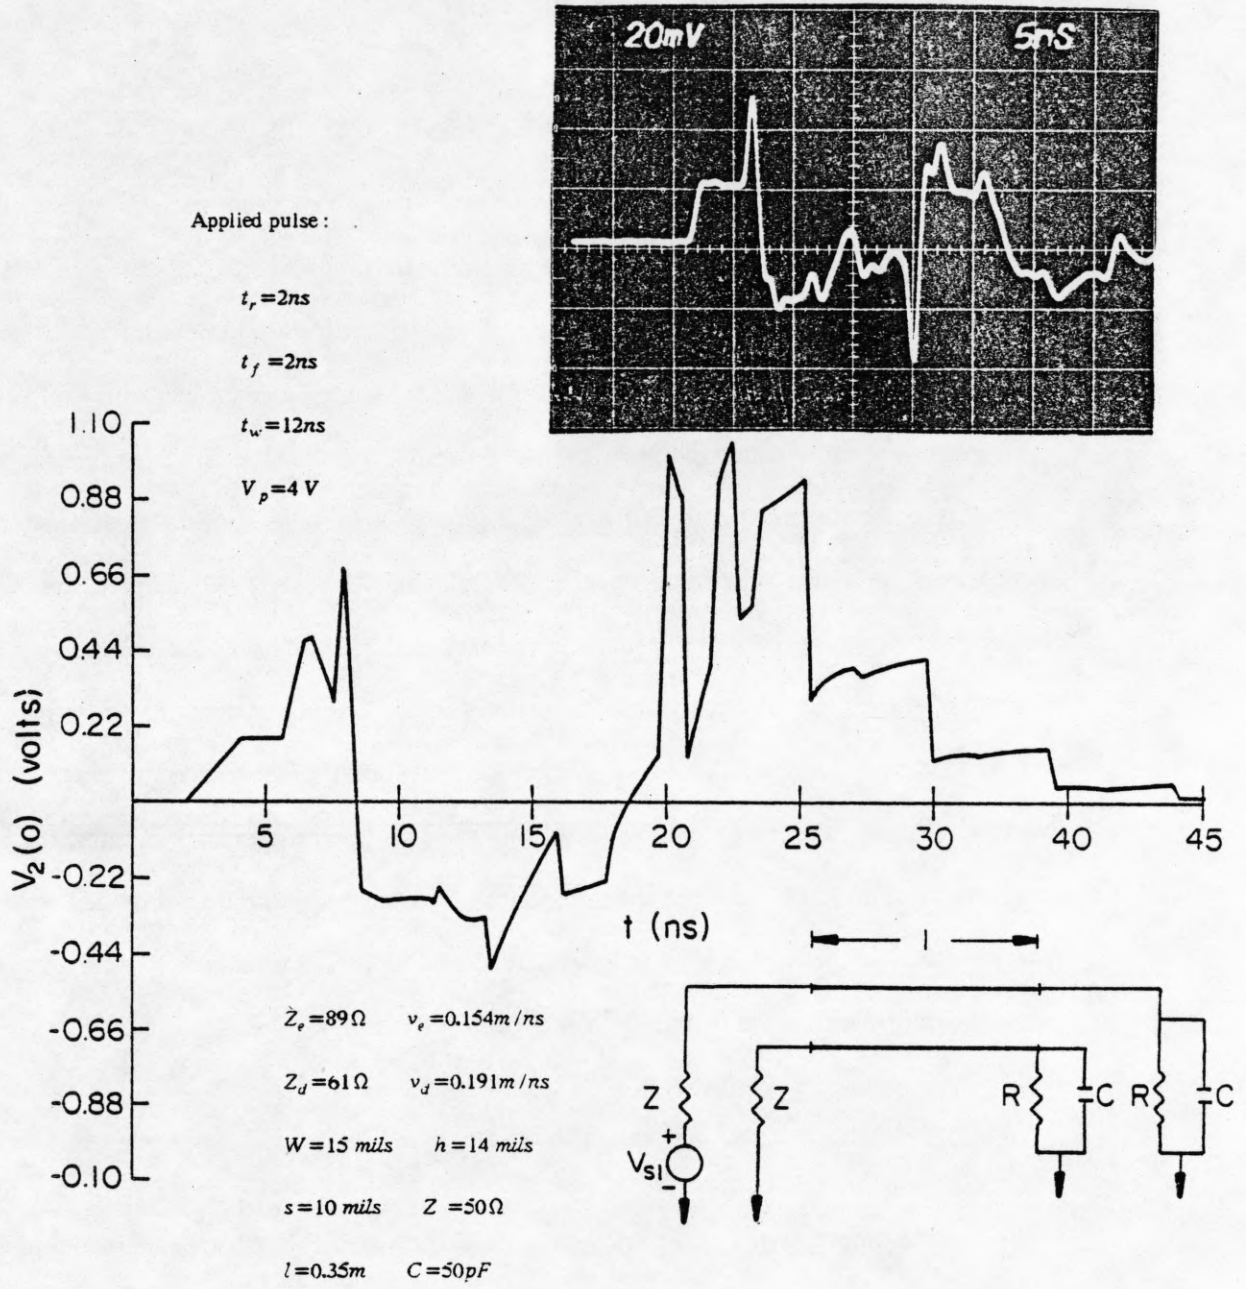 20mV 5nS
Applied pulse :
t_r=2ns
t_f=2ns
t_w=12ns
V_p=4 V
1.10
0.88
0.66
0.44
0.22
-0.22
-0.44
-0.66
-0.88
-0.10
V₂(0) (volts)
5 10 15 20 25 30 35 40 45
t (ns)
l
Z_e=89Ω v_e=0.154m/ns
Z_d=61Ω v_d=0.191m/ns
W=15 mils h=14 mils
s=10 mils Z =50Ω
l=0.35m C=50pF
Z Z R C R C
+
V_S1
-